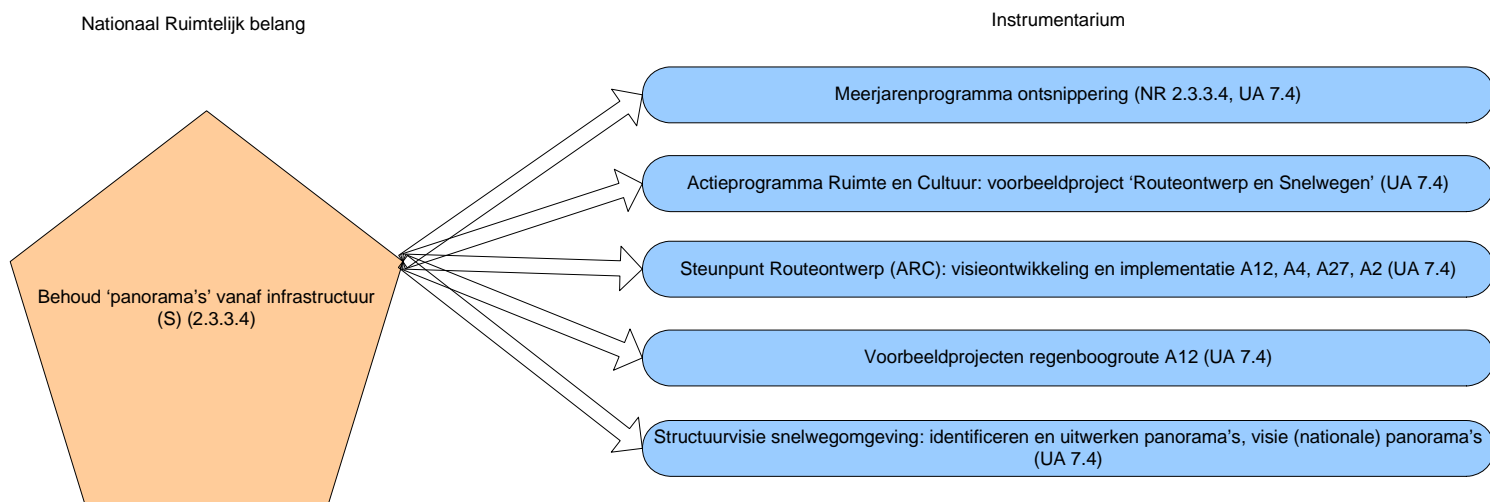 Nationaal Ruimtelijk belang
Instrumentarium
Behoud ‘panorama’s’ vanaf infrastructuur
(S) (2.3.3.4)
Meerjarenprogramma ontsnippering (NR 2.3.3.4, UA 7.4)
Actieprogramma Ruimte en Cultuur: voorbeeldproject ‘Routeontwerp en Snelwegen’ (UA 7.4)
Steunpunt Routeontwerp (ARC): visieontwikkeling en implementatie A12, A4, A27, A2 (UA 7.4)
Voorbeeldprojecten regenboogroute A12 (UA 7.4)
Structuurvisie snelwegomgeving: identificeren en uitwerken panorama’s, visie (nationale) panorama’s
(UA 7.4)